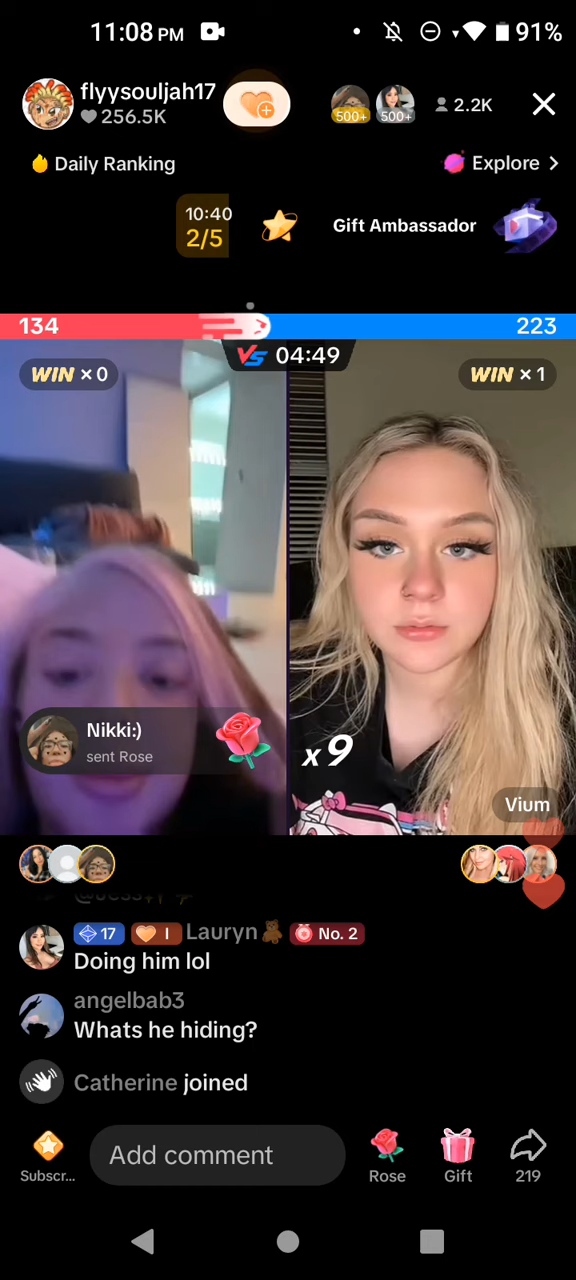 11:08 PM
91%
flyysouljah17
256.5K
500+
500+
2.2K
Daily Ranking
Explore >
10:40
2/5
Gift Ambassador
134
223
VS 04:49
WIN × 0
WIN × 1
Nikki:)
sent Rose
x9
Vium
17
I
Lauryn
No. 2
Doing him lol
angelbab3
Whats he hiding?
Catherine joined
Subscr...
Add comment
Rose
Gift
219